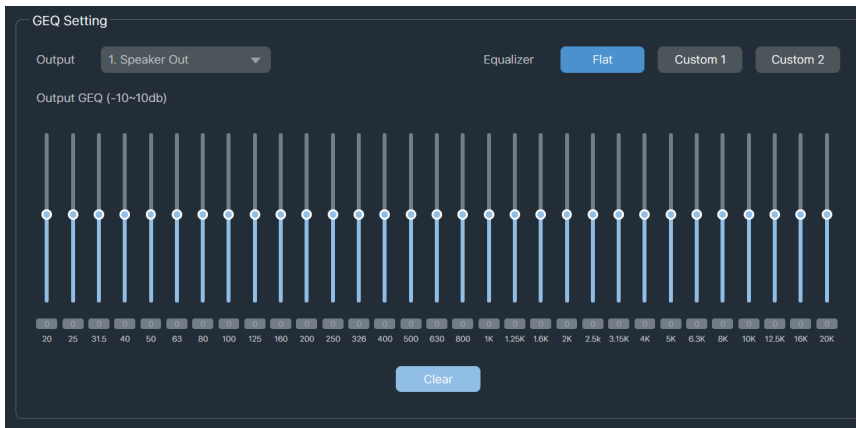 GEQ Setting
Output 1. Speaker Out Equalizer Flat Custom 1 Custom 2
Output GEQ (-10~10db)
0 0 0 0 0 0 0 0 0 0 0 0 0 0 0 0 0 0 0 0 0 0 0 0 0 0 0 0 0 0 0
20 25 31.5 40 50 63 80 100 125 160 200 250 326 400 500 630 800 1K 1.25K 1.6K 2K 2.5k 3.15K 4K 5K 6.3K 8K 10K 12.5K 16K 20K
Clear